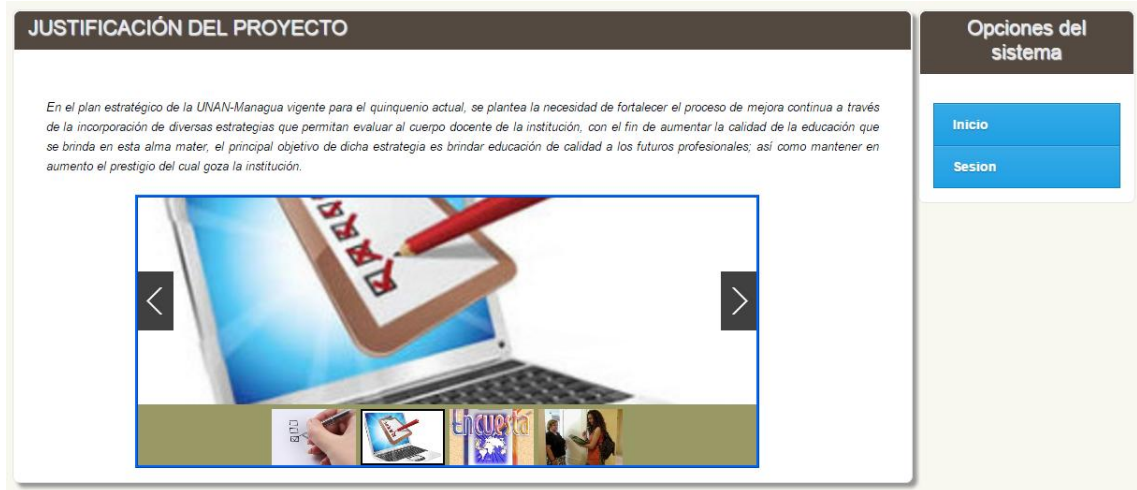 JUSTIFICACIÓN DEL PROYECTO
En el plan estratégico de la UNAN-Managua vigente para el quinquenio actual, se plantea la necesidad de fortalecer el proceso de mejora continua a través
de la incorporación de diversas estrategias que permitan evaluar al cuerpo docente de la institución, con el fin de aumentar la calidad de la educación que
se brinda en esta alma mater, el principal objetivo de dicha estrategia es brindar educación de calidad a los futuros profesionales; así como mantener en
aumento el prestigio del cual goza la institución.
Encuesta
Opciones del
sistema
Inicio
Sesion